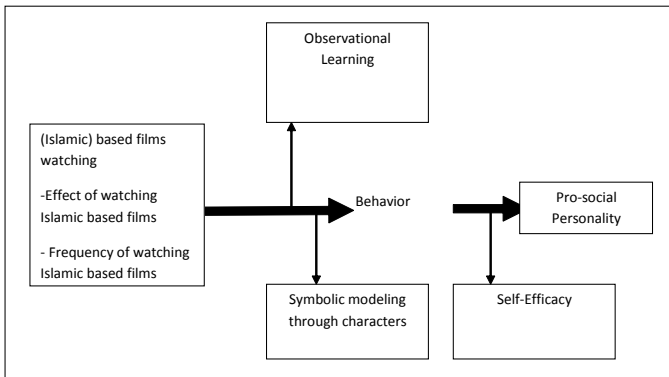 Observational
Learning
(Islamic) based films
watching
-Effect of watching
Islamic based films
- Frequency of watching
Islamic based films
Behavior
Pro-social
Personality
Symbolic modeling
through characters
Self-Efficacy